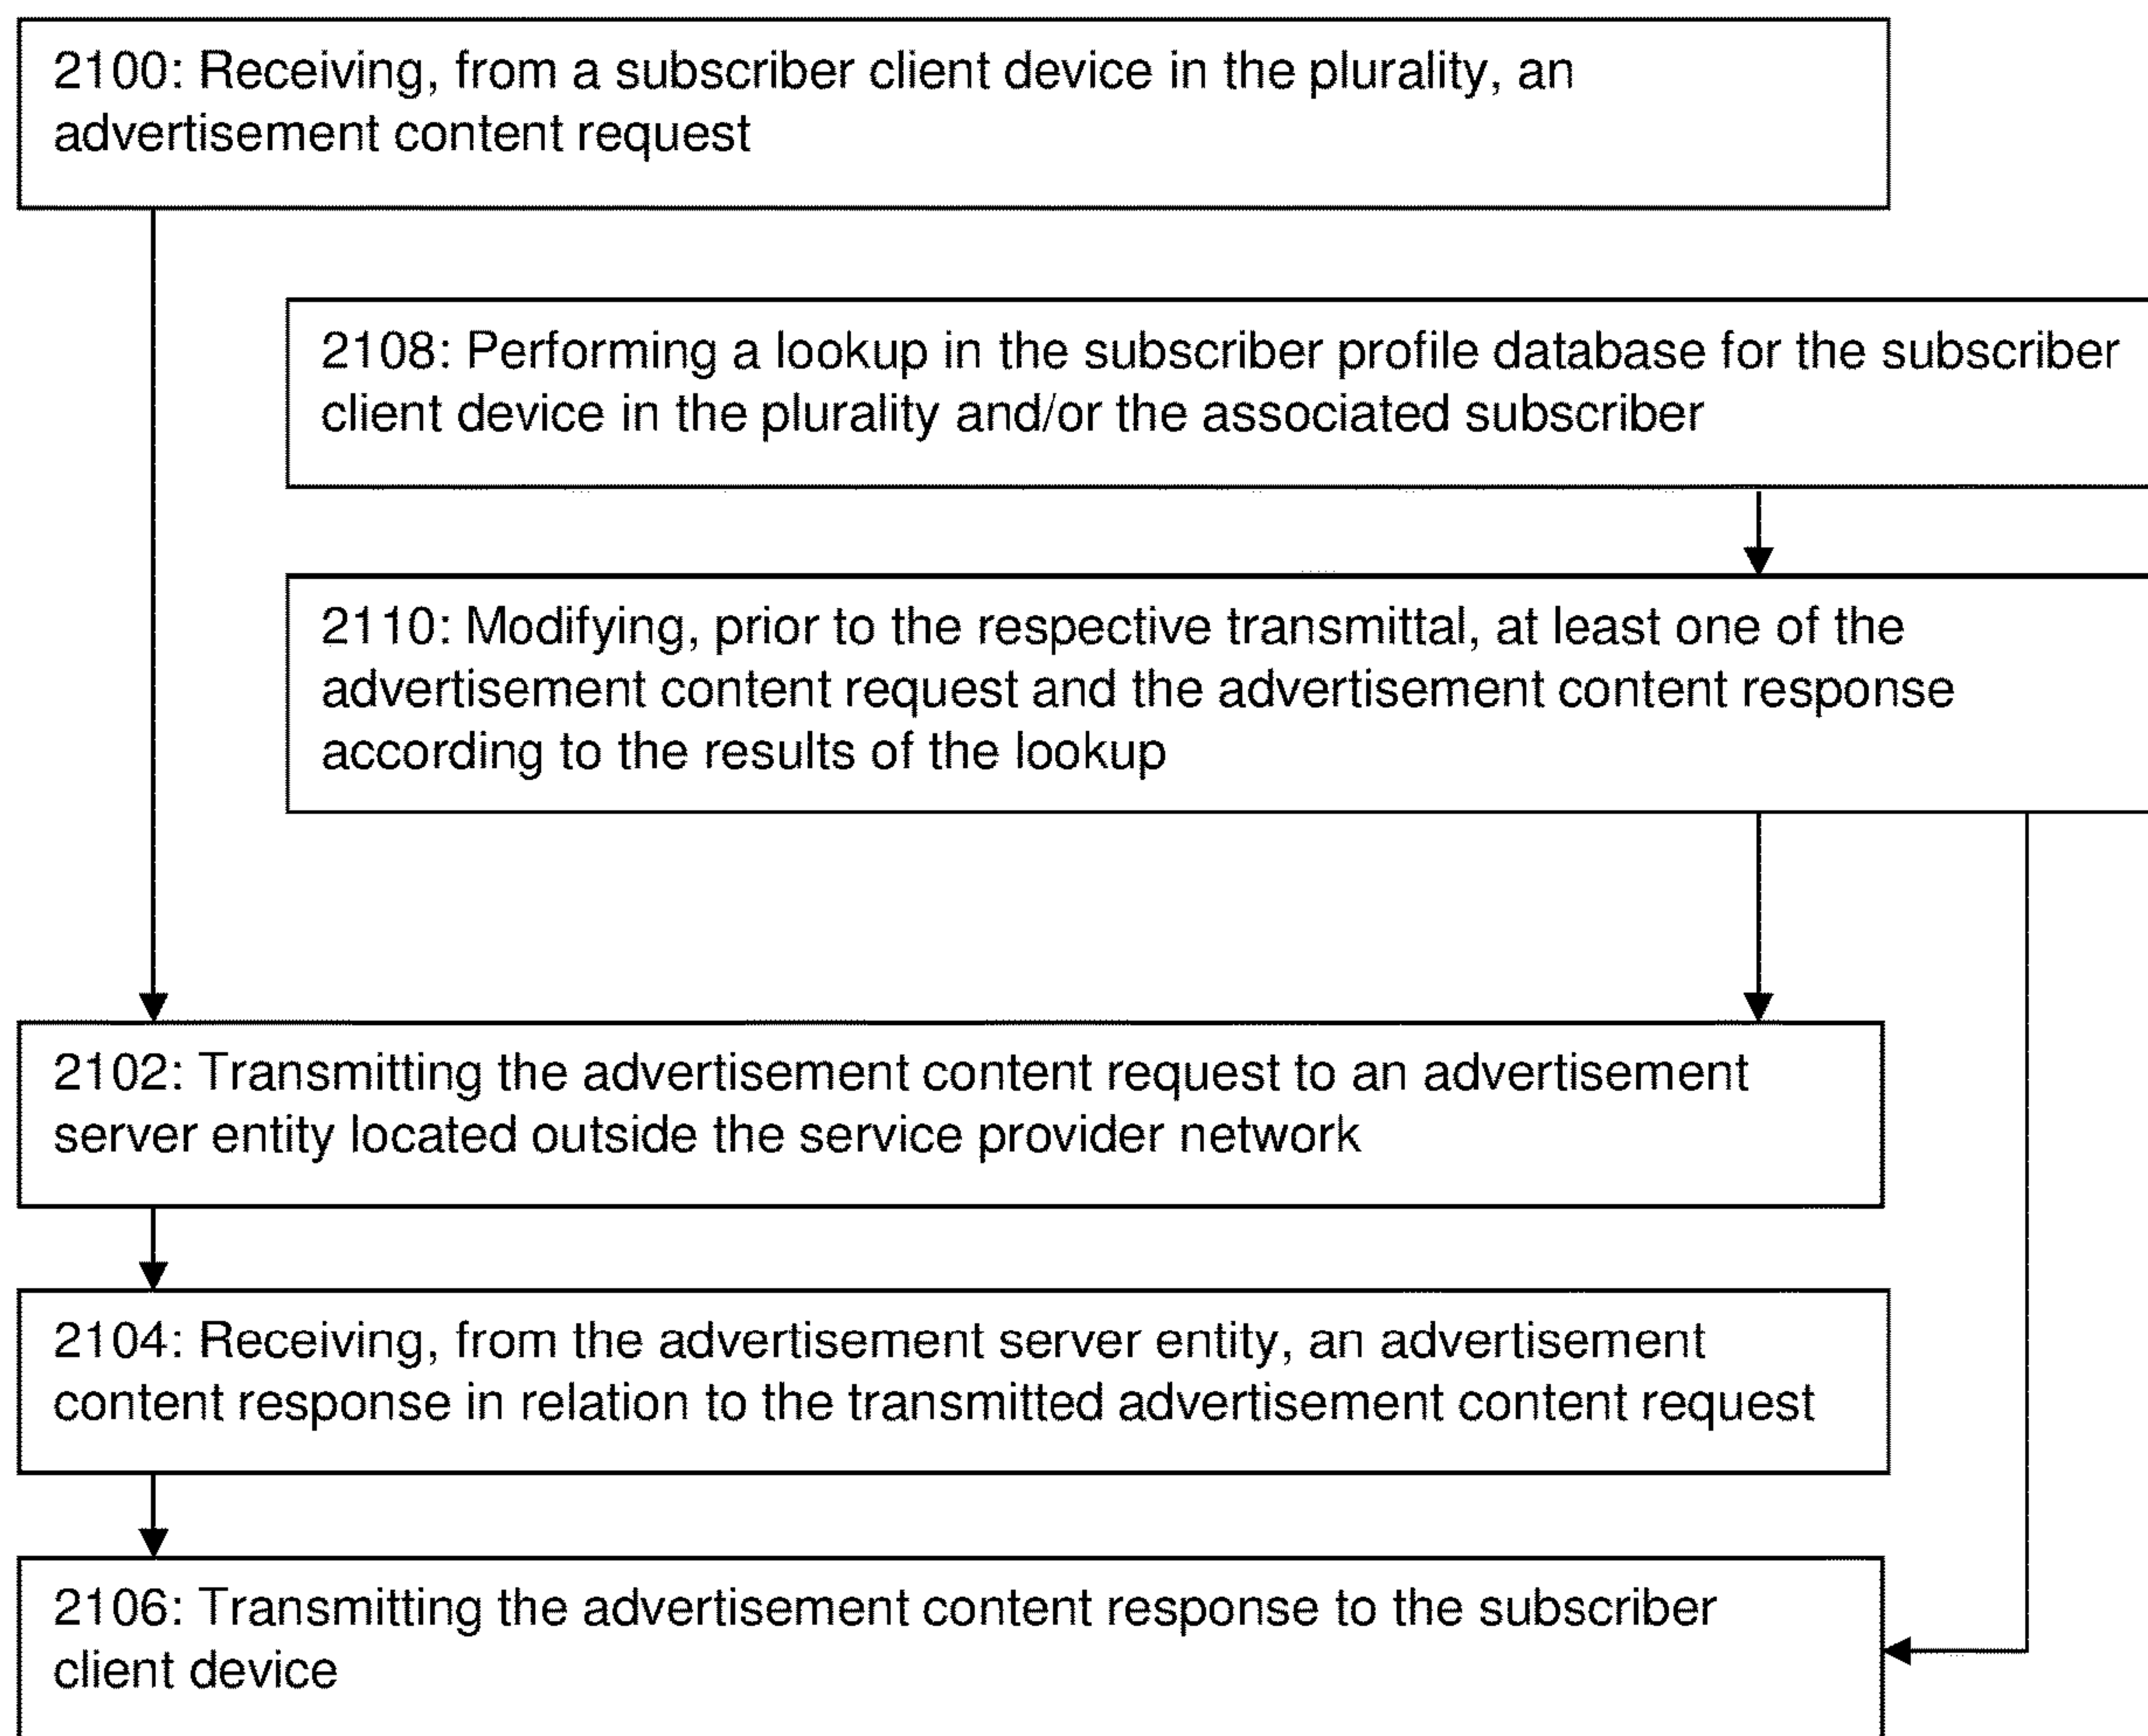 2100: Receiving, from a subscriber client device in the plurality, an
advertisement content request
2108: Performing a lookup in the subscriber profile database for the subscriber
client device in the plurality and/or the associated subscriber
2110: Modifying, prior to the respective transmittal, at least one of the
advertisement content request and the advertisement content response
according to the results of the lookup
2102: Transmitting the advertisement content request to an advertisement
server entity located outside the service provider network
2104: Receiving, from the advertisement server entity, an advertisement
content response in relation to the transmitted advertisement content request
2106: Transmitting the advertisement content response to the subscriber
client device